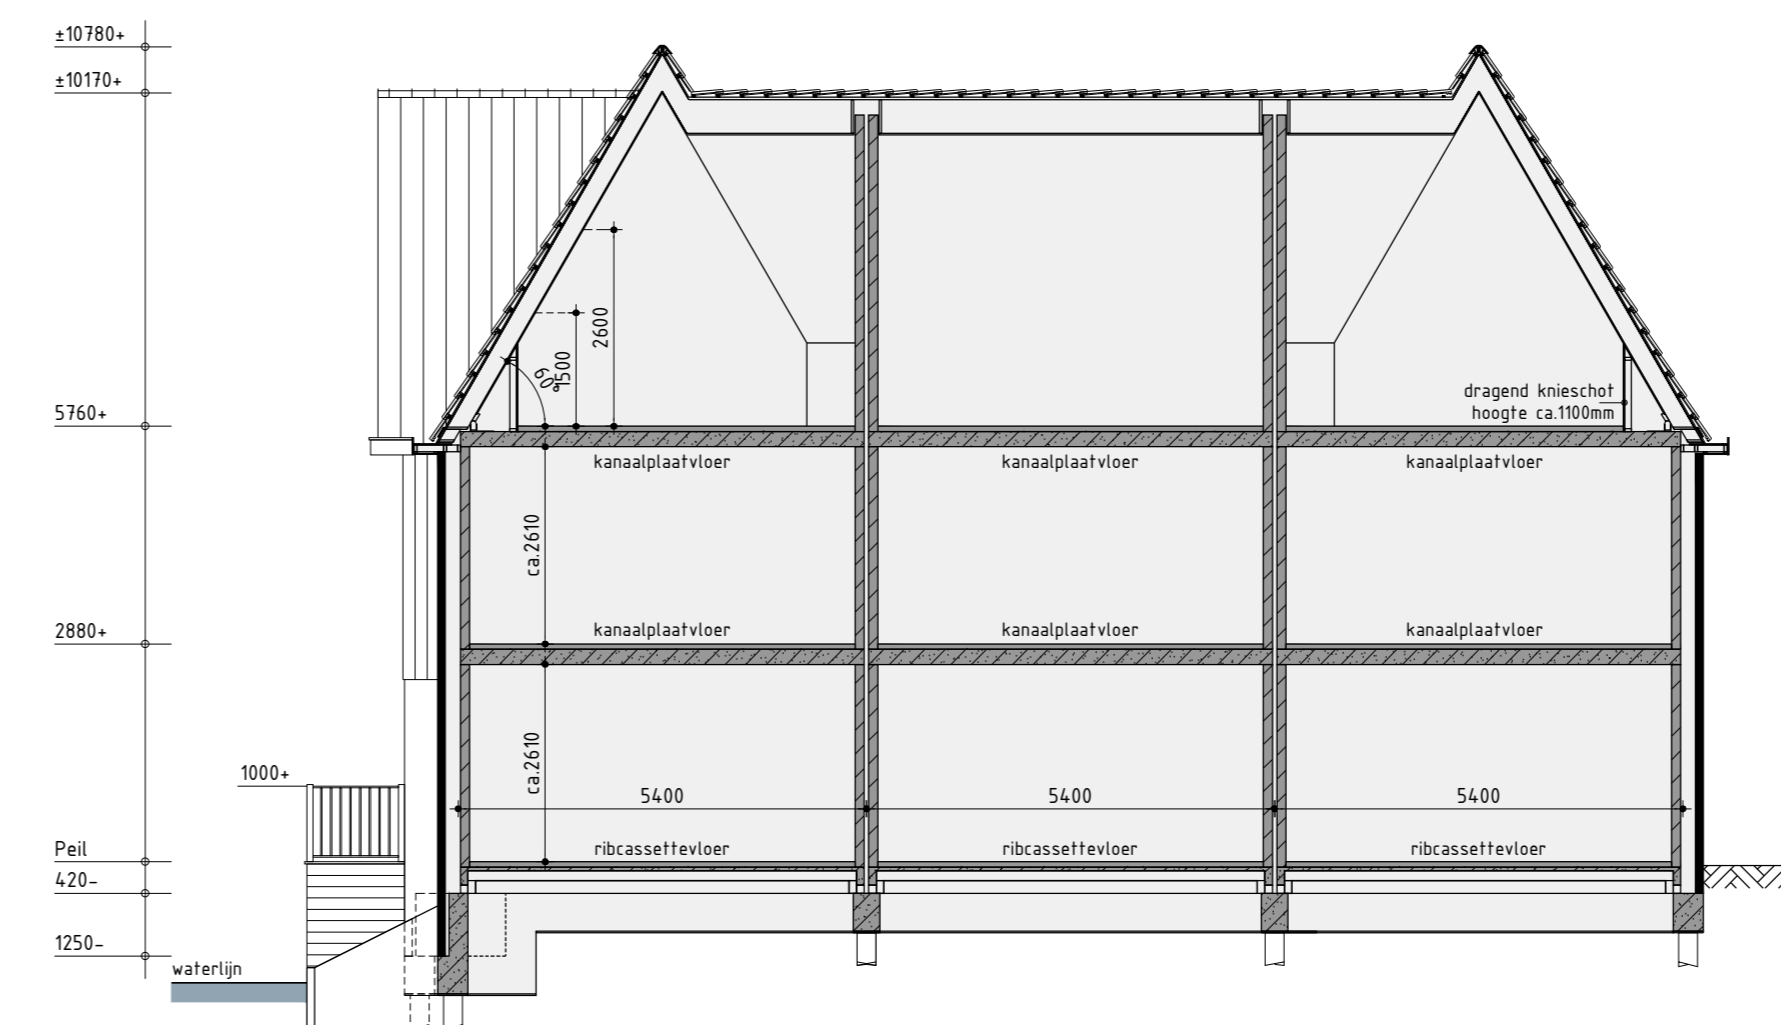 ±10780+
±10170+
2600
1500
60°
dragend knieschot
hoogte ca.1100mm
5760+
kanaalplaatvloer
kanaalplaatvloer
kanaalplaatvloer
ca.2610
2880+
kanaalplaatvloer
kanaalplaatvloer
kanaalplaatvloer
ca.2610
1000+
5400
5400
5400
Peil
ribcassettevloer
ribcassettevloer
ribcassettevloer
420-
1250-
waterlijn